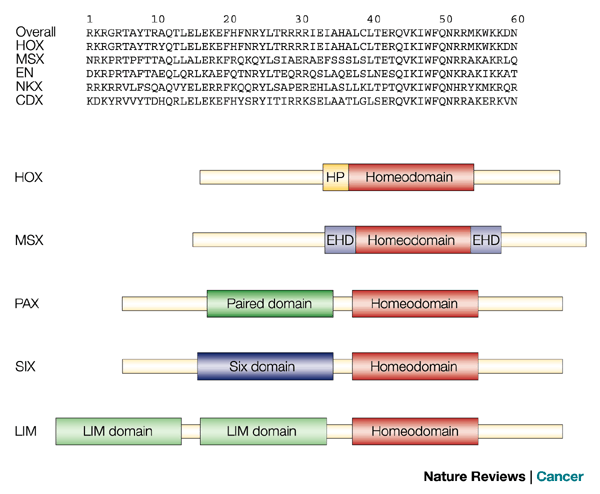 1 10 20 30 40 50 60
Overall RKRGRTAYTRAQTLELEKEFHFNRYLTRRRRIEIAHALCLTERQVKIWFQNRRMKWKKDN
HOX RKRGRTAYTRYQTLELEKEFHFNRYLTRRRRIEIAHALCLTERQVKIWFQNRRMKWKKDN
MSX NRKPRTPFTTAQLLALERKFRQKQYLSIAERAEFSSSLSLTETQVKIWFQNRRAKAKRLQ
EN DKRPRTAFTAEQLQRLKAEFQTNRYLTEQRRQSLAQELSLNESQIKIWFQNKRAKIKKAT
NKX RRKRRVLFSQAQVYELERRFKQQRYLSAPEREHLASLLKLTPTQVKIWFQNHRYKMKRQR
CDX KDKYRVVYTDHQRLELEKEFHYSRYITIRRKSELAATLGLSERQVKIWFQNRRAKERKVN
HOX HP Homeodomain
MSX EHD Homeodomain EHD
PAX Paired domain Homeodomain
SIX Six domain Homeodomain
LIM LIM domain LIM domain Homeodomain
Nature Reviews | Cancer